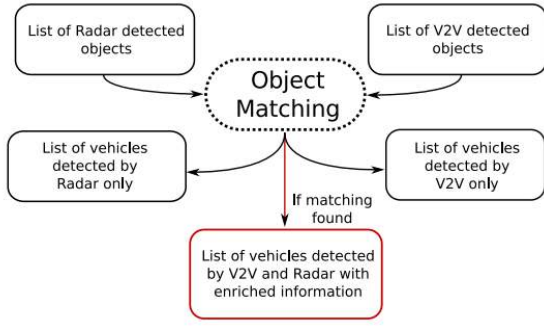 List of Radar detected
objects
List of V2V detected
objects
Object
Matching
List of vehicles
detected by
Radar only
List of vehicles
detected by
V2V only
If matching
found
List of vehicles detected
by V2V and Radar with
enriched information